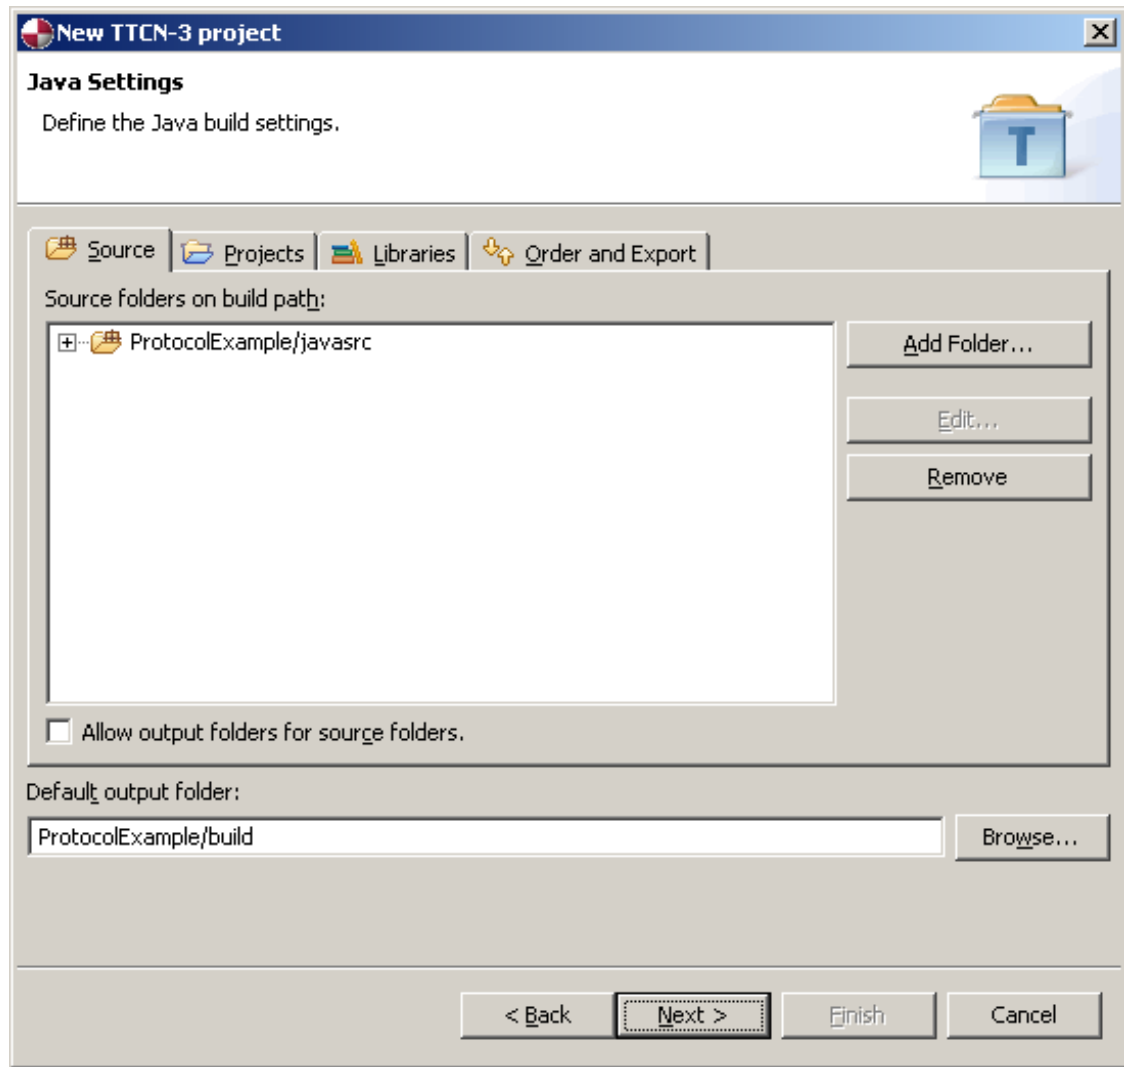 New TTCN-3 project
Java Settings
Define the Java build settings.
T
Source Projects Libraries Order and Export
Source folders on build path:
ProtocolExample/javasrc
Add Folder...
Edit...
Remove
Allow output folders for source folders.
Default output folder:
ProtocolExample/build
Browse...
< Back Next > Finish Cancel